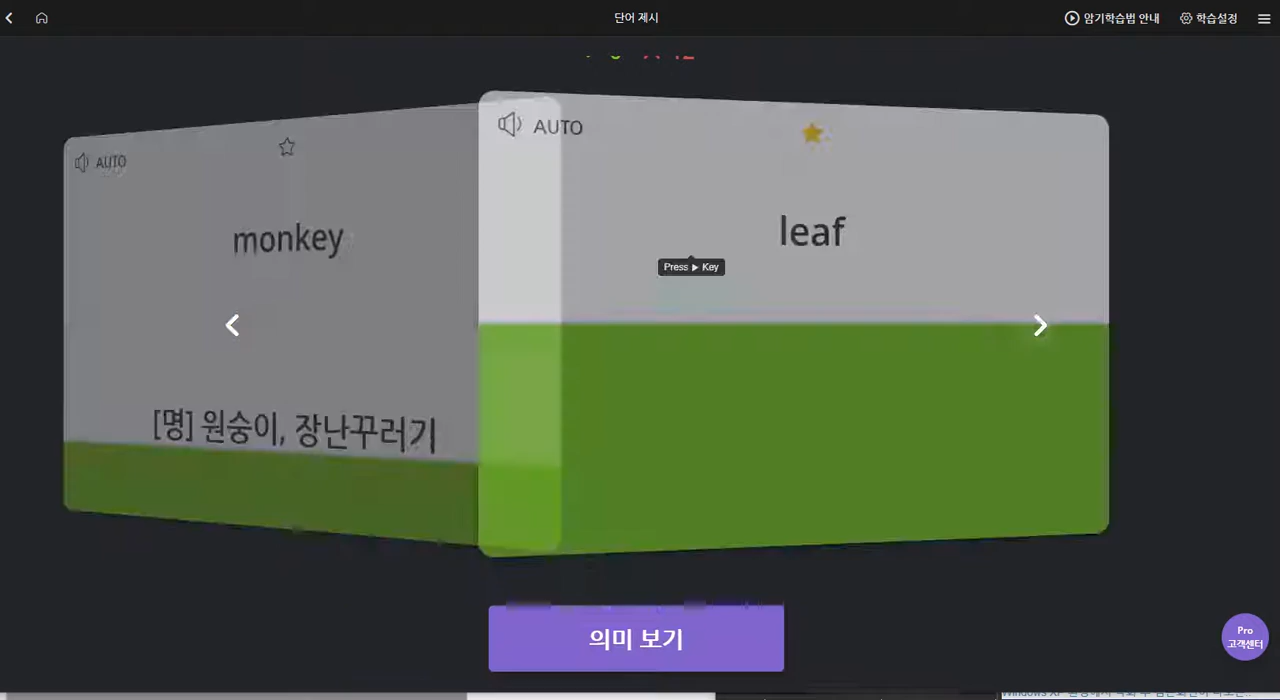 단어 제시
암기학습법 안내
학습설정
AUTO
monkey
[명] 원숭이, 장난꾸러기
AUTO
leaf
Press ▶ Key
의미 보기
Pro
고객센터